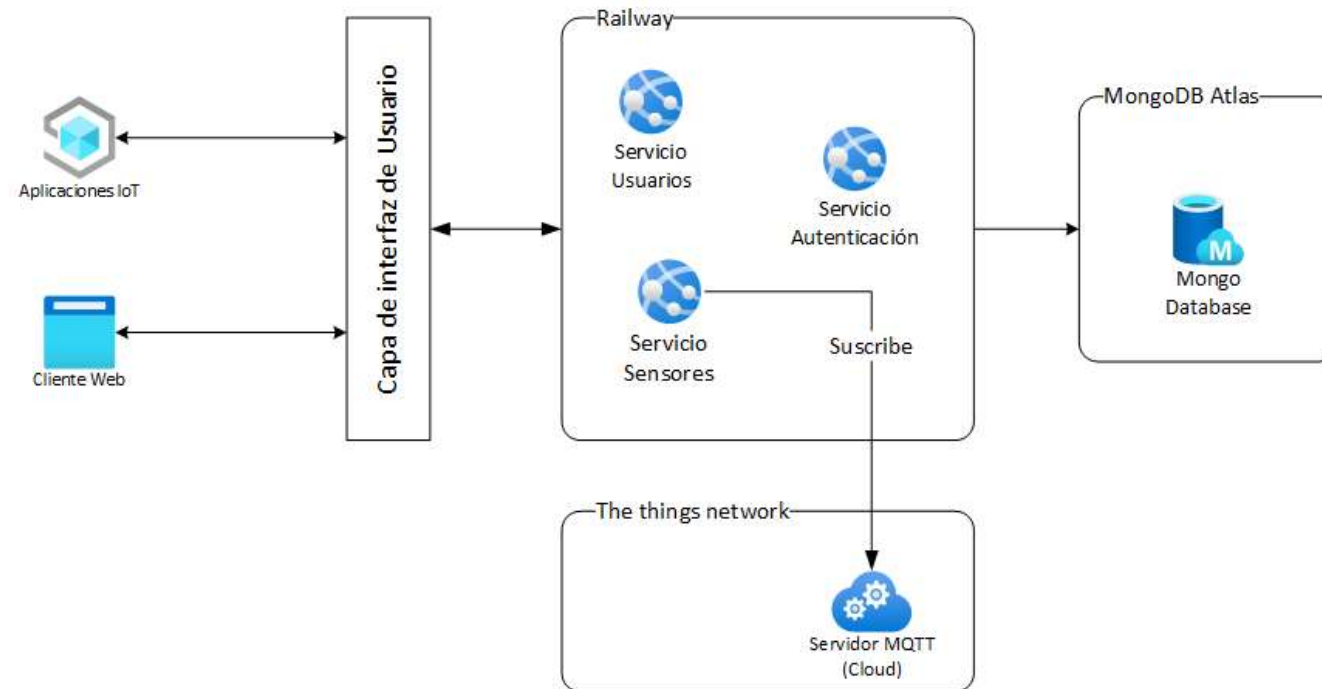 Railway
MongoDB Atlas
Aplicaciones IoT
Capa de interfaz de Usuario
Servicio
Usuarios
Servicio
Autenticación
M
Mongo
Database
Cliente Web
Servicio
Sensores
Suscribe
The things network
Servidor MQTT
(Cloud)